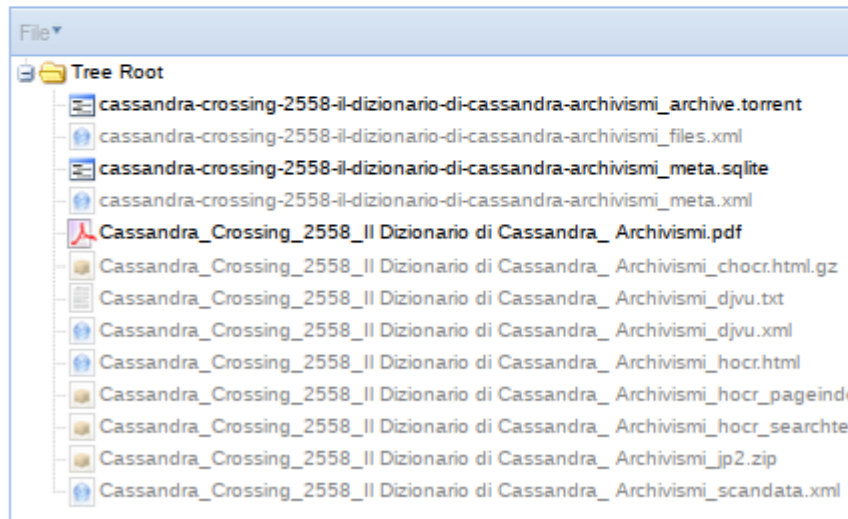 File
Tree Root
cassandra-crossing-2558-il-dizionario-di-cassandra-archivismi_archive.torrent
cassandra-crossing-2558-il-dizionario-di-cassandra-archivismi_files.xml
cassandra-crossing-2558-il-dizionario-di-cassandra-archivismi_meta.sqlite
cassandra-crossing-2558-il-dizionario-di-cassandra-archivismi_meta.xml
Cassandra_Crossing_2558_Il Dizionario di Cassandra_ Archivismi.pdf
Cassandra_Crossing_2558_Il Dizionario di Cassandra_ Archivismi_chocr.html.gz
Cassandra_Crossing_2558_Il Dizionario di Cassandra_ Archivismi_djvu.txt
Cassandra_Crossing_2558_Il Dizionario di Cassandra_ Archivismi_djvu.xml
Cassandra_Crossing_2558_Il Dizionario di Cassandra_ Archivismi_hocr.html
Cassandra_Crossing_2558_Il Dizionario di Cassandra_ Archivismi_hocr_pageinde
Cassandra_Crossing_2558_Il Dizionario di Cassandra_ Archivismi_hocr_searchte
Cassandra_Crossing_2558_Il Dizionario di Cassandra_ Archivismi_jp2.zip
Cassandra_Crossing_2558_Il Dizionario di Cassandra_ Archivismi_scandata.xml